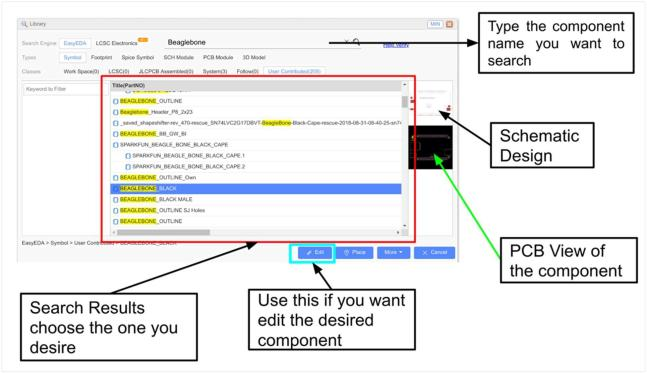 Library
MIN
Search Engine
EasyEDA
LCSC Electronics
Beaglebone
Types
Symbol
Footprint
Spice Symbol
SCH Module
PCB Module
3D Model
Classes
Work Space(0)
LCSC(0)
JLCPCB Assembled(0)
System(3)
Follow(0)
User Contributed(209)
Keyword to Filter
Title(PartNO)
BEAGLEBONE_OUTLINE
Beaglebone_Header_P8_2x23
_saved_shapeshifter.rev_470-rescue_SN74LVC2G17DBVT-BeagleBone-Black-Cape-rescue-2018-08-31-08-40-25-sn74
BEAGLEBONE_BB_GW_BI
SPARKFUN_BEAGLE_BONE_BLACK_CAPE
SPARKFUN_BEAGLE_BONE_BLACK_CAPE.1
SPARKFUN_BEAGLE_BONE_BLACK_CAPE.2
BEAGLEBONE_OUTLINE_Own
BEAGLEBONE_BLACK
BEAGLEBONE_BLACK MALE
BEAGLEBONE_OUTLINE SJ Holes
BEAGLEBONE_OUTLINE
EasyEDA > Symbol > User Contributed > BEAGLEBONE_BLACK
Edit
Place
More
Cancel
Type the component
name you want to
search
Schematic
Design
PCB View of
the component
Search Results
choose the one you
desire
Use this if you want
edit the desired
component